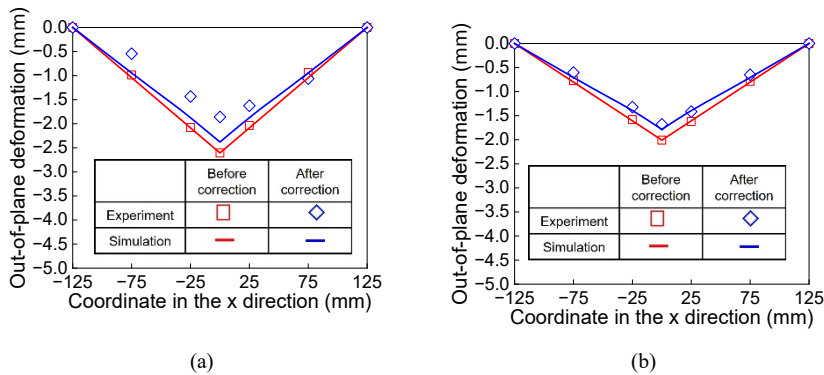 Out-of-plane deformation (mm)
0.0
−0.5
−1.0
−1.5
−2.0
−2.5
−3.0
−3.5
−4.0
−4.5
−5.0
−125 −75 −25 25 75 125
Coordinate in the x direction (mm)
Before correction
After correction
Experiment
Simulation
(a)
Out-of-plane deformation (mm)
0.0
−0.5
−1.0
−1.5
−2.0
−2.5
−3.0
−3.5
−4.0
−4.5
−5.0
−125 −75 −25 25 75 125
Coordinate in the x direction (mm)
Before correction
After correction
Experiment
Simulation
(b)